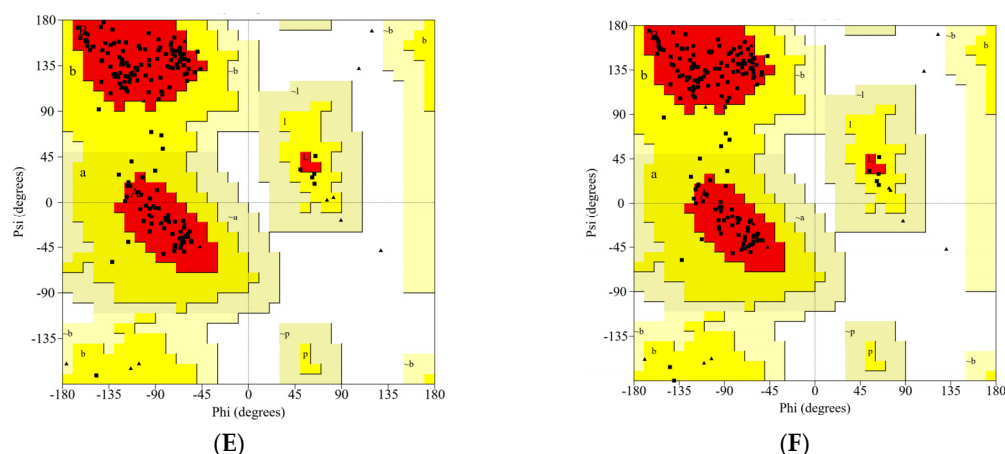 180
135
90
45
0
-45
-90
-135
Psi (degrees)
b
~b
~b
b
~l
l
L
a
~a
~b
b
~p
p
~b
-180
-135
-90
-45
0
45
90
135
180
Phi (degrees)
(E)
180
135
90
45
0
-45
-90
-135
Psi (degrees)
b
~b
~b
b
~l
l
L
a
~a
~b
b
~p
p
~b
-180
-135
-90
-45
0
45
90
135
180
Phi (degrees)
(F)